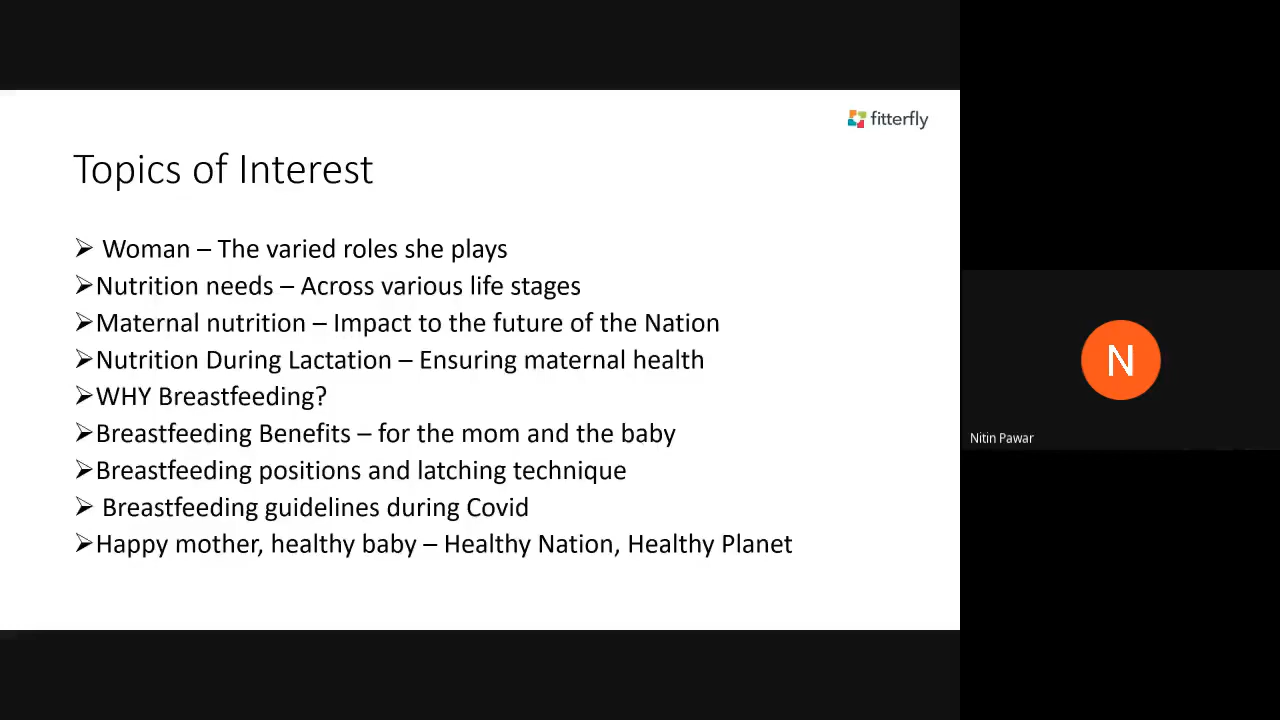 fitterfly
Topics of Interest
➢ Woman – The varied roles she plays
➢Nutrition needs – Across various life stages
➢Maternal nutrition – Impact to the future of the Nation
➢Nutrition During Lactation – Ensuring maternal health
➢WHY Breastfeeding?
➢Breastfeeding Benefits – for the mom and the baby
➢Breastfeeding positions and latching technique
➢ Breastfeeding guidelines during Covid
➢Happy mother, healthy baby – Healthy Nation, Healthy Planet
N
Nitin Pawar